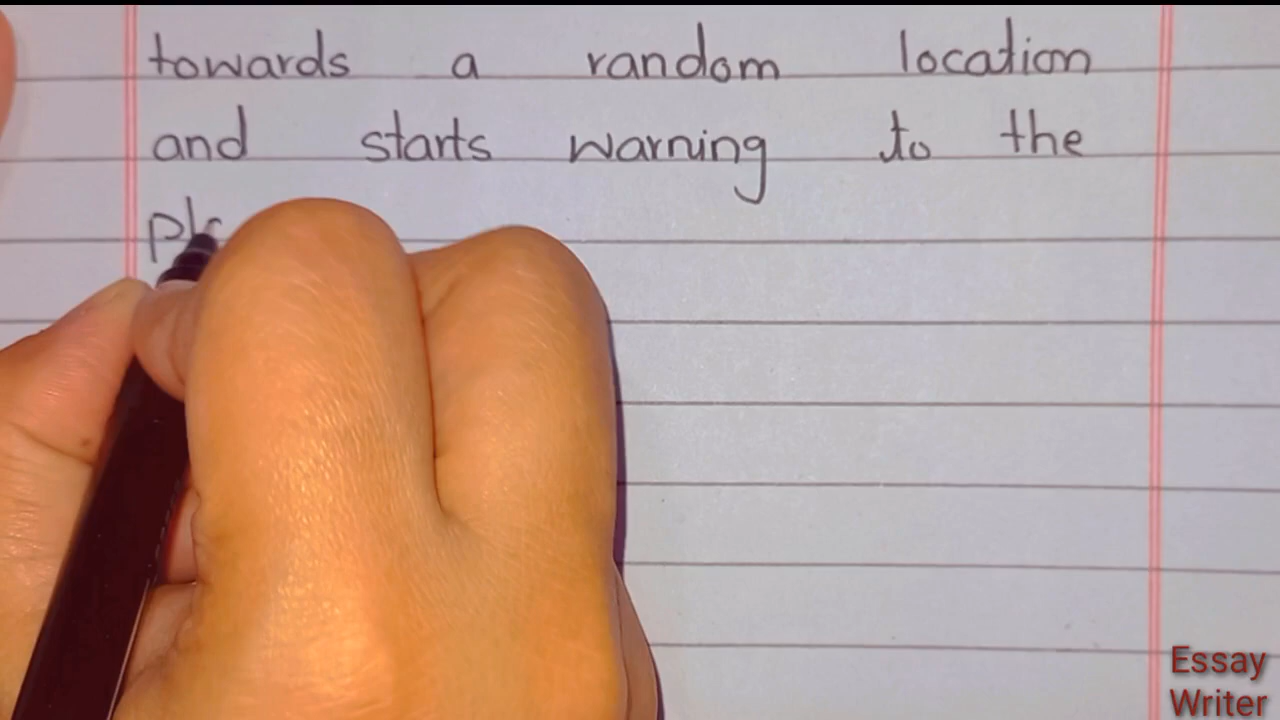 towards a random location
and starts warning to the
Essay
Writer